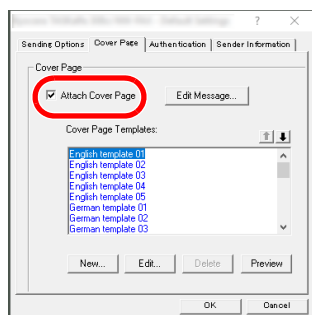 Sending Options Cover Page Authentication Sender Information
Cover Page
Attach Cover Page Edit Message...
Cover Page Templates:
English template 01
English template 02
English template 03
English template 04
English template 05
German template 01
German template 02
German template 03
New... Edit... Delete Preview
OK Cancel